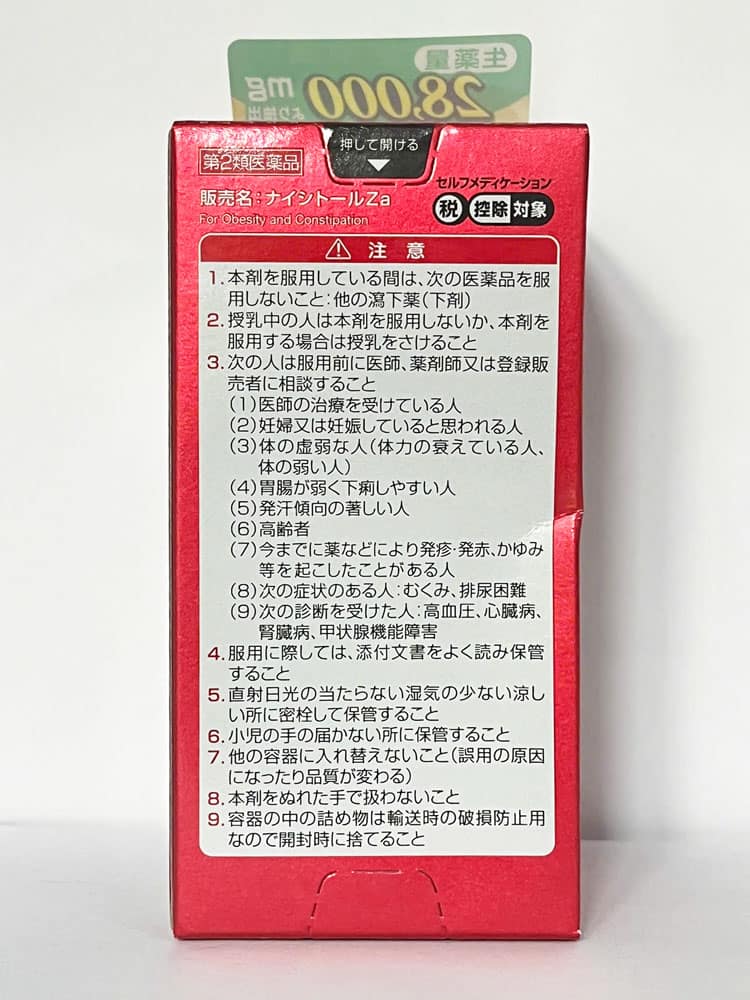 生薬量
28,000
mg
より抽出
押して開ける
第2類医薬品
セルフメディケーション
税 控除 対象
販売名：ナイシトールZa
For Obesity and Constipation
注意
1. 本剤を服用している間は、次の医薬品を服
用しないこと：他の瀉下薬（下剤）
2. 授乳中の人は本剤を服用しないか、本剤を
服用する場合は授乳をさけること
3. 次の人は服用前に医師、薬剤師又は登録販
売者に相談すること
（1）医師の治療を受けている人
（2）妊婦又は妊娠していると思われる人
（3）体の虚弱な人（体力の衰えている人、
体の弱い人）
（4）胃腸が弱く下痢しやすい人
（5）発汗傾向の著しい人
（6）高齢者
（7）今までに薬などにより発疹・発赤、かゆみ
等を起こしたことがある人
（8）次の症状のある人：むくみ、排尿困難
（9）次の診断を受けた人：高血圧、心臓病、
腎臓病、甲状腺機能障害
4. 服用に際しては、添付文書をよく読み保管
すること
5. 直射日光の当たらない湿気の少ない涼し
い所に密栓して保管すること
6. 小児の手の届かない所に保管すること
7. 他の容器に入れ替えないこと（誤用の原因
になったり品質が変わる）
8. 本剤をぬれた手で扱わないこと
9. 容器の中の詰め物は輸送時の破損防止用
なので開封時に捨てること